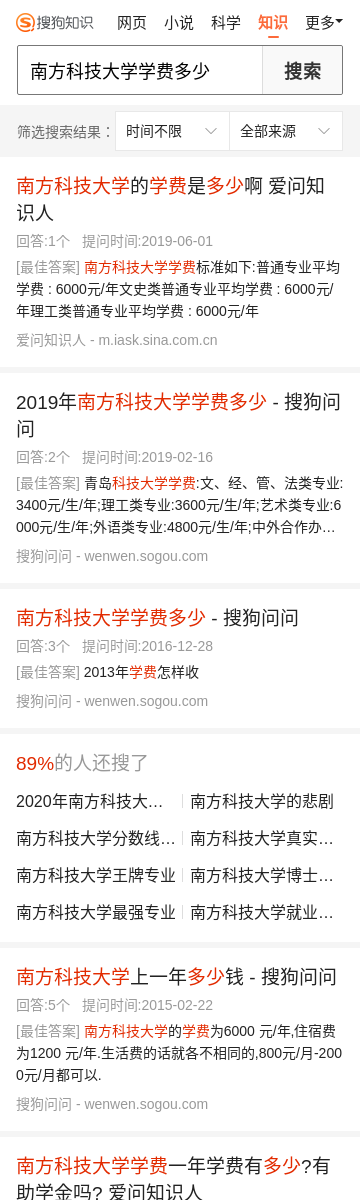 搜狗知识 网页 小说 科学 知识 更多
南方科技大学学费多少 搜索
筛选搜索结果： 时间不限 全部来源
南方科技大学的学费是多少啊 爱问知
识人
回答:1个 提问时间:2019-06-01
[最佳答案] 南方科技大学学费标准如下:普通专业平均
学费 : 6000元/年文史类普通专业平均学费 : 6000元/
年理工类普通专业平均学费 : 6000元/年
爱问知识人 - m.iask.sina.com.cn
2019年南方科技大学学费多少 - 搜狗问
问
回答:2个 提问时间:2019-02-16
[最佳答案] 青岛科技大学学费:文、经、管、法类专业:
3400元/生/年;理工类专业:3600元/生/年;艺术类专业:6
000元/生/年;外语类专业:4800元/生/年;中外合作办...
搜狗问问 - wenwen.sogou.com
南方科技大学学费多少 - 搜狗问问
回答:3个 提问时间:2016-12-28
[最佳答案] 2013年学费怎样收
搜狗问问 - wenwen.sogou.com
89%的人还搜了
2020年南方科技大... 南方科技大学的悲剧
南方科技大学分数线... 南方科技大学真实...
南方科技大学王牌专业 南方科技大学博士...
南方科技大学最强专业 南方科技大学就业...
南方科技大学上一年多少钱 - 搜狗问问
回答:5个 提问时间:2015-02-22
[最佳答案] 南方科技大学的学费为6000 元/年,住宿费
为1200 元/年.生活费的话就各不相同的,800元/月-200
0元/月都可以.
搜狗问问 - wenwen.sogou.com
南方科技大学学费一年学费有多少?有
助学金吗? 爱问知识人